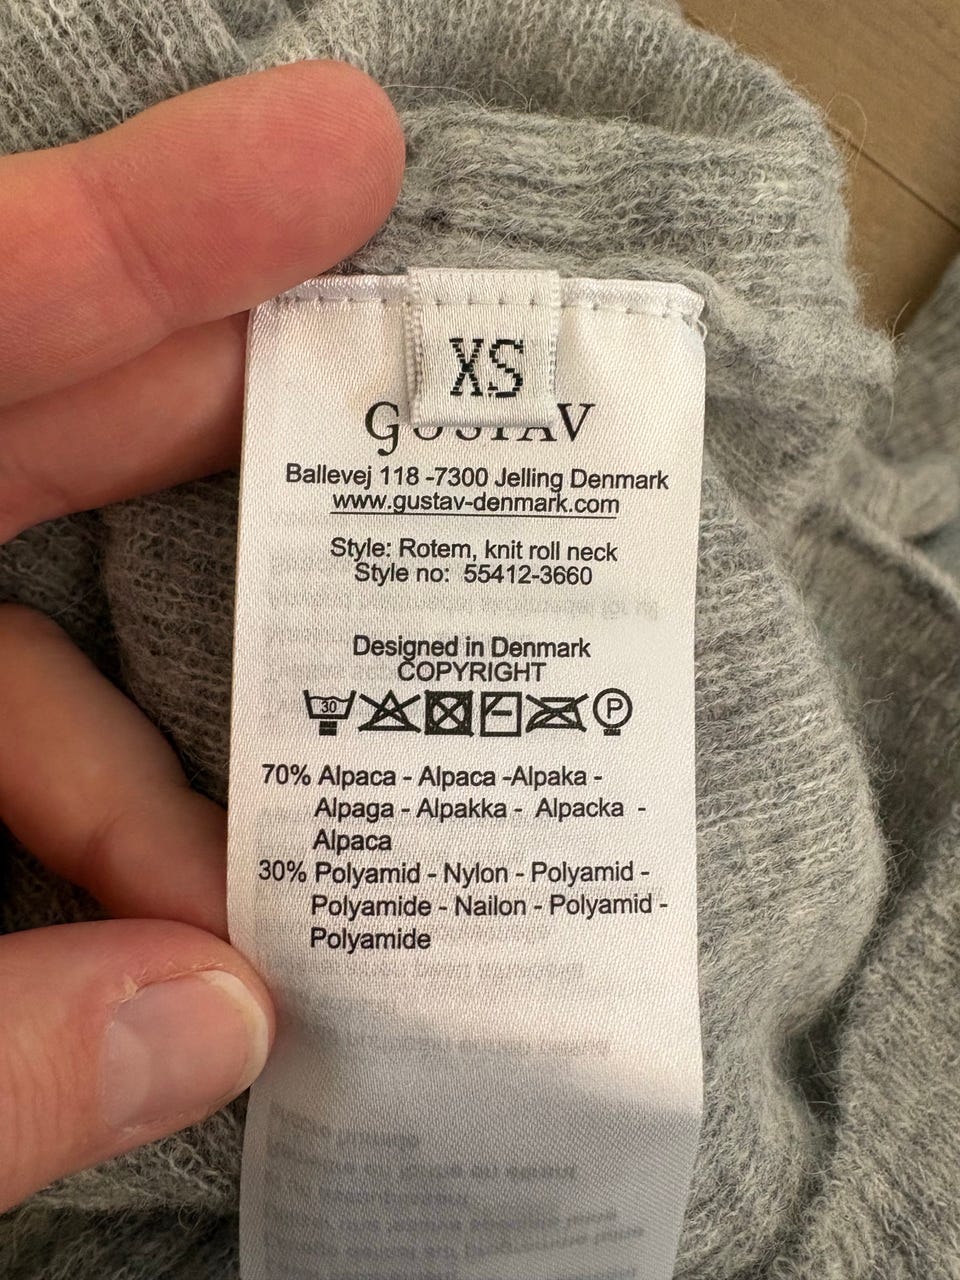 XS
GUSTAV
Ballevej 118 -7300 Jelling Denmark
www.gustav-denmark.com
Style: Rotem, knit roll neck
Style no: 55412-3660
Designed in Denmark
COPYRIGHT
30 P
70% Alpaca - Alpaca -Alpaka -
Alpaga - Alpakka - Alpacka -
Alpaca
30% Polyamid - Nylon - Polyamid -
Polyamide - Nailon - Polyamid -
Polyamide